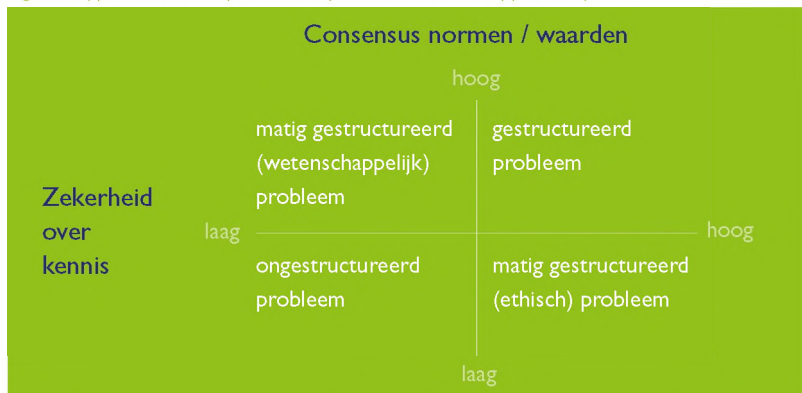 Consensus normen / waarden
hoog
matig gestructureerd
(wetenschappelijk)
probleem
gestructureerd
probleem
Zekerheid
over
kennis
laag
hoog
ongestructureerd
probleem
matig gestructureerd
(ethisch) probleem
laag